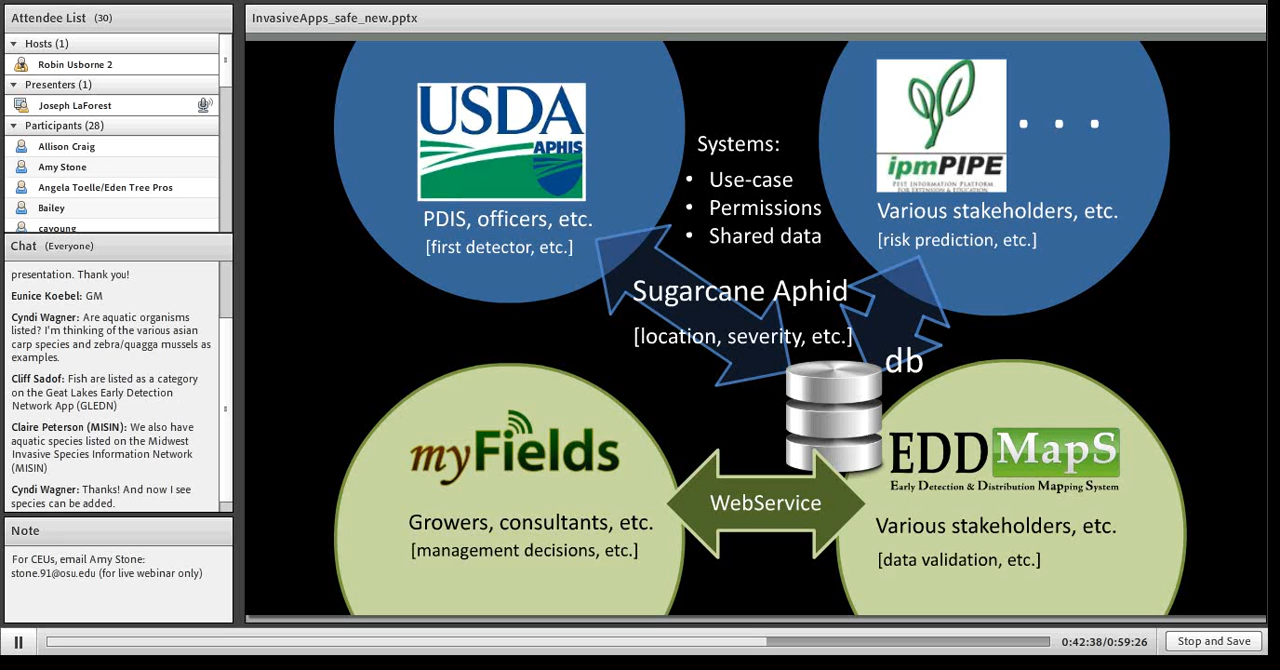 Attendee List (30)
Hosts (1)
Robin Usborne 2
Presenters (1)
Joseph LaForest
Participants (28)
Allison Craig
Amy Stone
Angela Toelle/Eden Tree Pros
Bailey
cayoung
Chat (Everyone)
presentation. Thank you!
Eunice Koebel: GM
Cyndi Wagner: Are aquatic organisms
listed? I'm thinking of the various asian
carp species and zebra/quagga mussels as
examples.
Cliff Sadof: Fish are listed as a category
on the Geat Lakes Early Detection
Network App (GLEDN)
Claire Peterson (MISIN): We also have
aquatic species listed on the Midwest
Invasive Species Information Network
(MISIN)
Cyndi Wagner: Thanks! And now I see
species can be added.
Note
For CEUs, email Amy Stone:
stone.91@osu.edu (for live webinar only)
InvasiveApps_safe_new.pptx
USDA
APHIS
PDIS, officers, etc.
[first detector, etc.]
Systems:
• Use-case
• Permissions
• Shared data
ipmPIPE
PEST INFORMATION PLATFORM
FOR EXTENSION & EDUCATION
. . .
Various stakeholders, etc.
[risk prediction, etc.]
Sugarcane Aphid
[location, severity, etc.]
db
myFields
Growers, consultants, etc.
[management decisions, etc.]
WebService
EDDMapS
Early Detection & Distribution Mapping System
Various stakeholders, etc.
[data validation, etc.]
0:42:38/0:59:26
Stop and Save